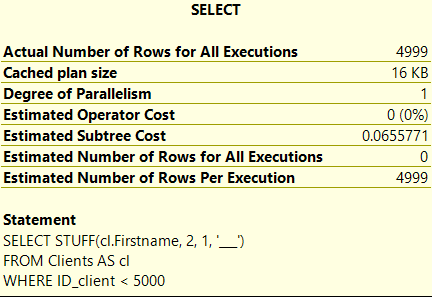 SELECT
Actual Number of Rows for All Executions 4999
Cached plan size 16 KB
Degree of Parallelism 1
Estimated Operator Cost 0 (0%)
Estimated Subtree Cost 0.0655771
Estimated Number of Rows for All Executions 0
Estimated Number of Rows Per Execution 4999
Statement
SELECT STUFF(cl.Firstname, 2, 1, '___')
FROM Clients AS cl
WHERE ID_client < 5000